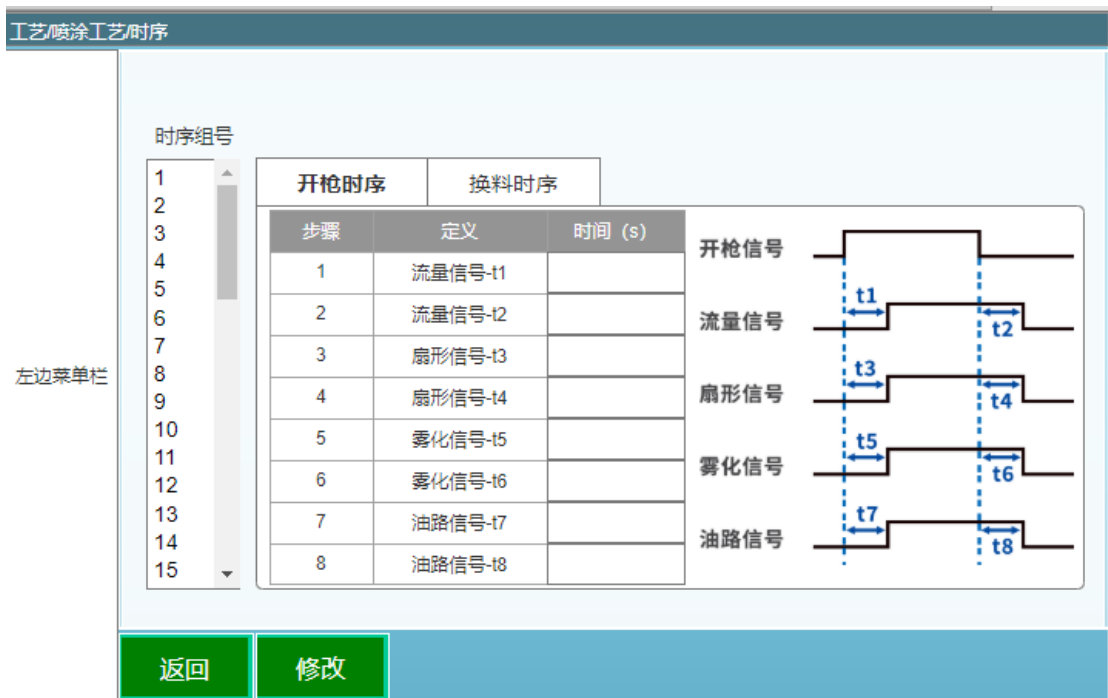 工艺/喷涂工艺/时序
左边菜单栏
时序组号
1
2
3
4
5
6
7
8
9
10
11
12
13
14
15
开枪时序 换料时序
步骤 定义 时间（s）
1 流量信号-t1
2 流量信号-t2
3 扇形信号-t3
4 扇形信号-t4
5 雾化信号-t5
6 雾化信号-t6
7 油路信号-t7
8 油路信号-t8
开枪信号
流量信号 t1 t2
扇形信号 t3 t4
雾化信号 t5 t6
油路信号 t7 t8
返回 修改